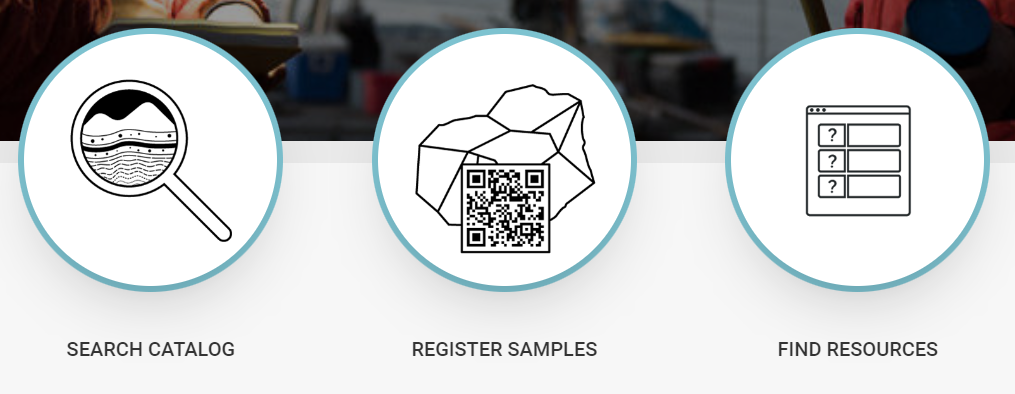 ?
?
?
SEARCH CATALOG
REGISTER SAMPLES
FIND RESOURCES